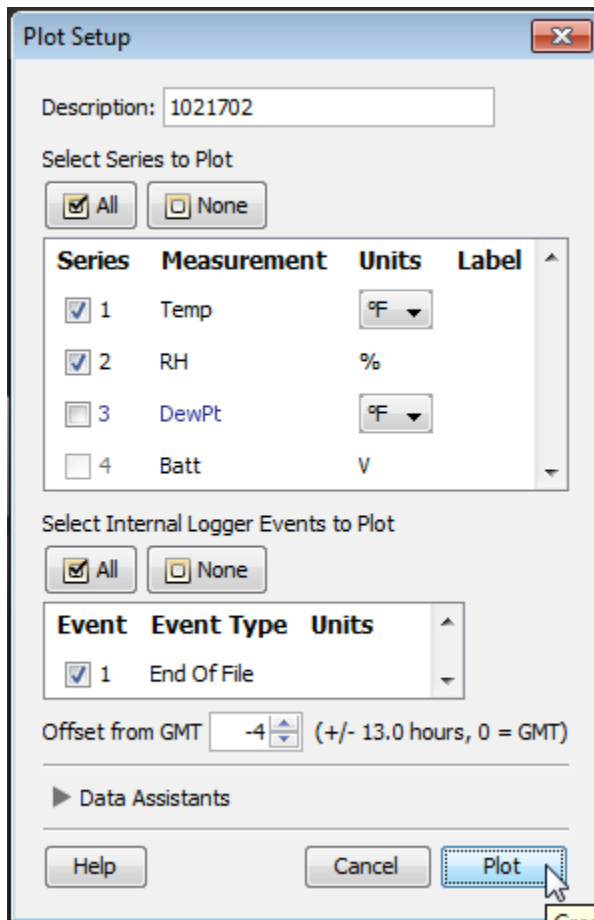 Plot Setup
Description: 1021702
Select Series to Plot
All None
Series Measurement Units Label
1 Temp °F
2 RH %
3 DewPt °F
4 Batt V
Select Internal Logger Events to Plot
All None
Event Event Type Units
1 End Of File
Offset from GMT -4 (+/- 13.0 hours, 0 = GMT)
Data Assistants
Help Cancel Plot